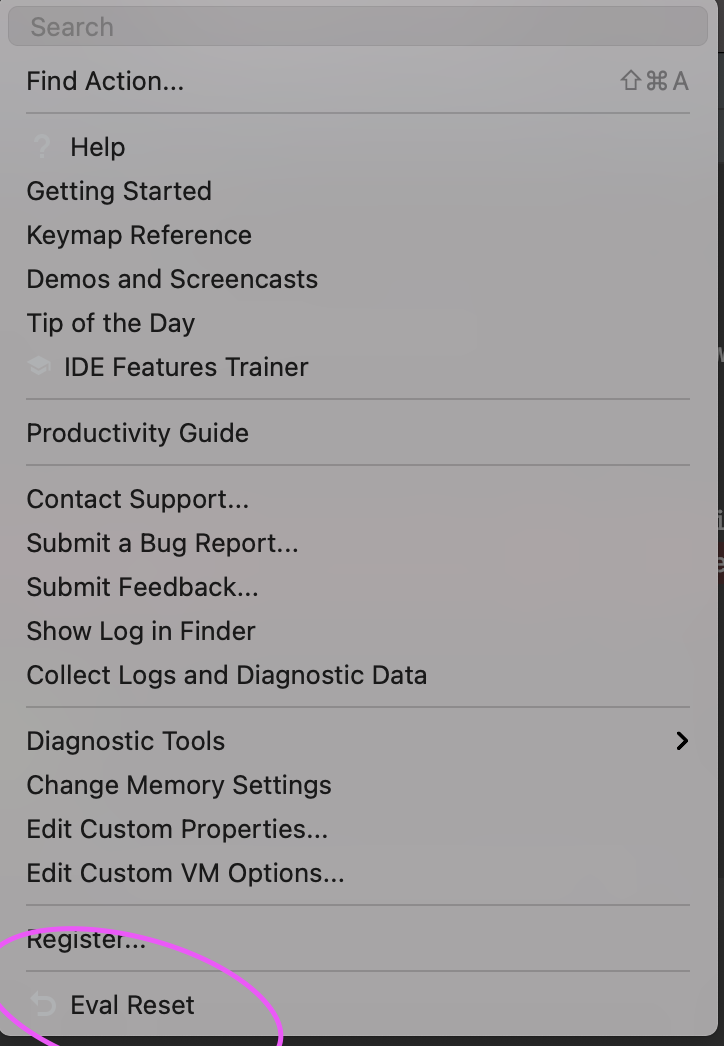 Search
Find Action... ⇧⌘A
? Help
Getting Started
Keymap Reference
Demos and Screencasts
Tip of the Day
IDE Features Trainer
Productivity Guide
Contact Support...
Submit a Bug Report...
Submit Feedback...
Show Log in Finder
Collect Logs and Diagnostic Data
Diagnostic Tools
Change Memory Settings
Edit Custom Properties...
Edit Custom VM Options...
Register...
Eval Reset